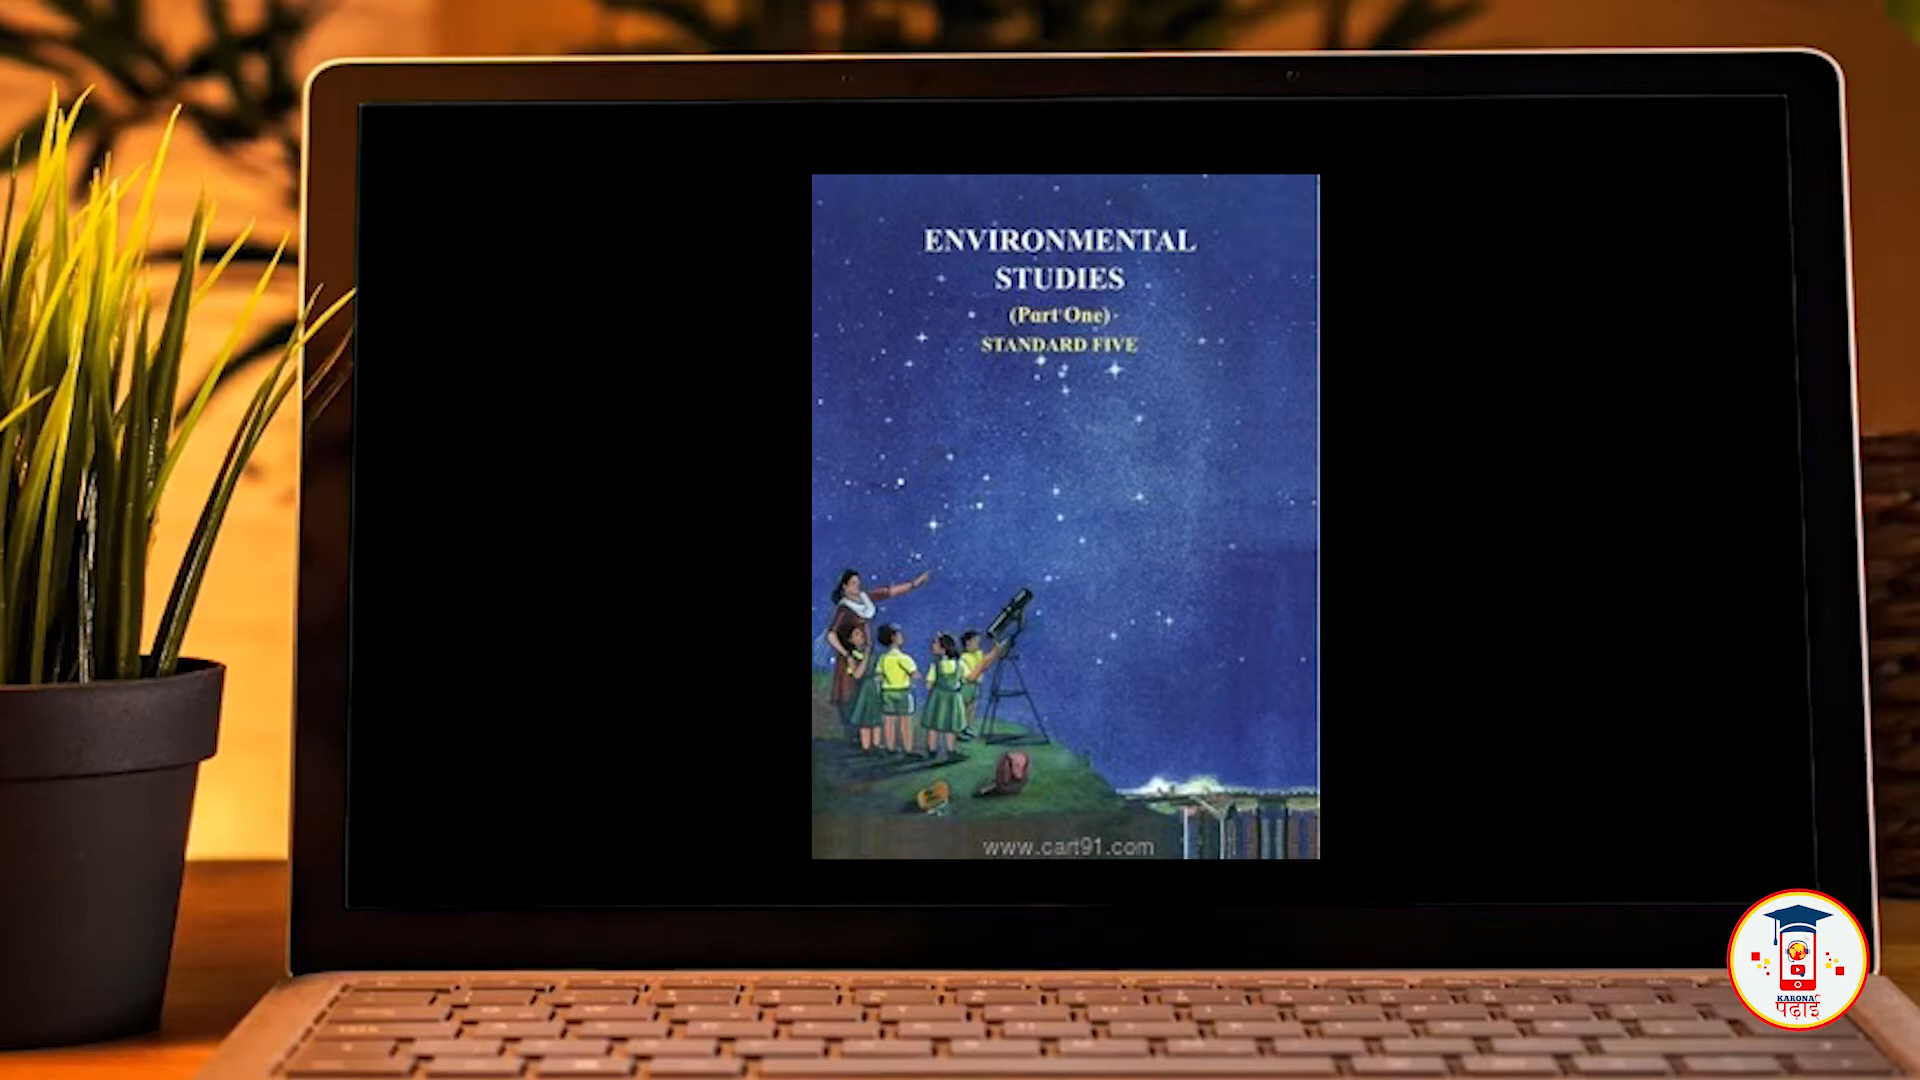 ENVIRONMENTAL
STUDIES
(Part One)
STANDARD FIVE
www.cart91.com
KARONA
पढ़ाई